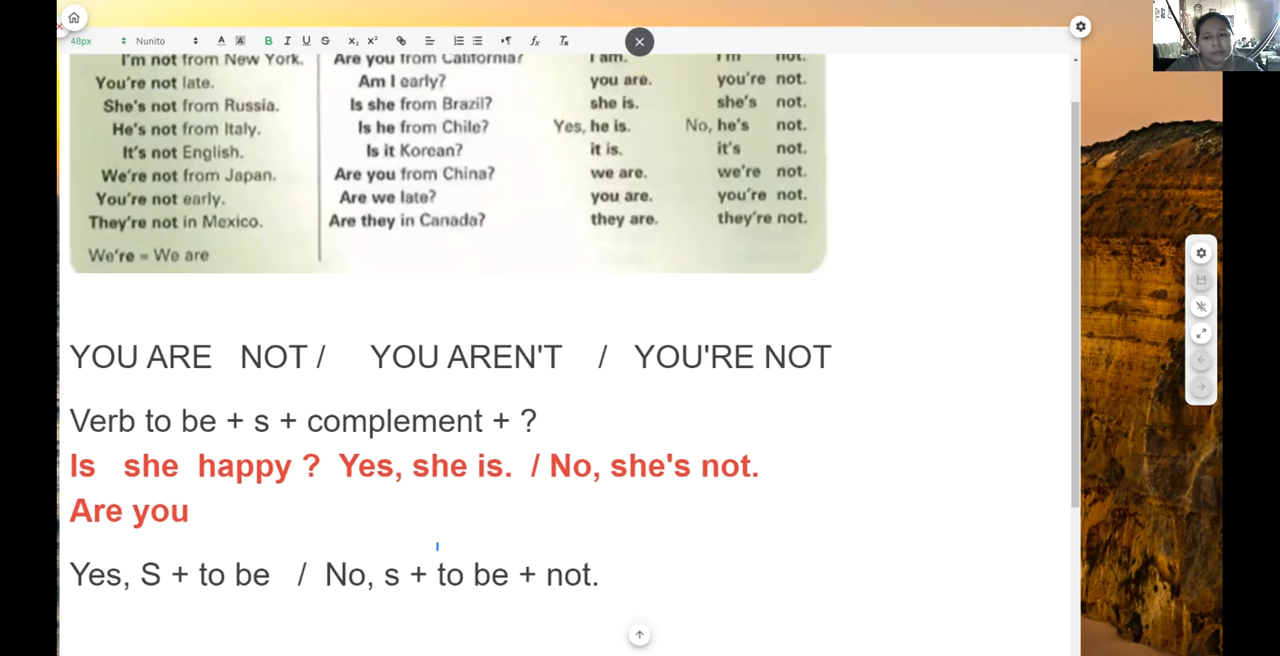 48px Nunito
I'm not from New York. Are you from California? I am. I'm not.
You're not late. Am I early? you are. you're not.
She's not from Russia. Is she from Brazil? she is. she's not.
He's not from Italy. Is he from Chile? Yes, he is. No, he's not.
It's not English. Is it Korean? it is. it's not.
We're not from Japan. Are you from China? we are. we're not.
You're not early. Are we late? you are. you're not.
They're not in Mexico. Are they in Canada? they are. they're not.
We're = We are
YOU ARE NOT / YOU AREN'T / YOU'RE NOT
Verb to be + s + complement + ?
Is she happy ? Yes, she is. / No, she's not.
Are you
Yes, S + to be / No, s + to be + not.